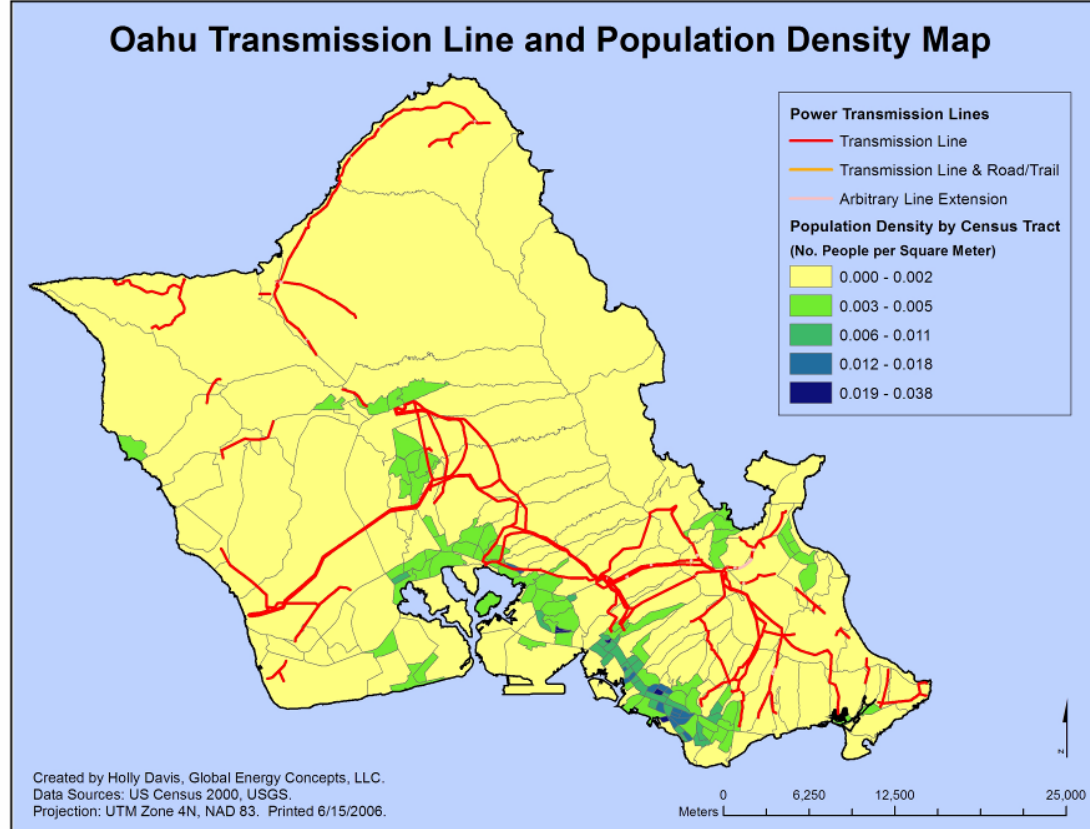 Oahu Transmission Line and Population Density Map
Power Transmission Lines
Transmission Line
Transmission Line & Road/Trail
Arbitrary Line Extension
Population Density by Census Tract
(No. People per Square Meter)
0.000 - 0.002
0.003 - 0.005
0.006 - 0.011
0.012 - 0.018
0.019 - 0.038
N
Created by Holly Davis, Global Energy Concepts, LLC.
Data Sources: US Census 2000, USGS.
Projection: UTM Zone 4N, NAD 83. Printed 6/15/2006.
Meters 0 6,250 12,500 25,000